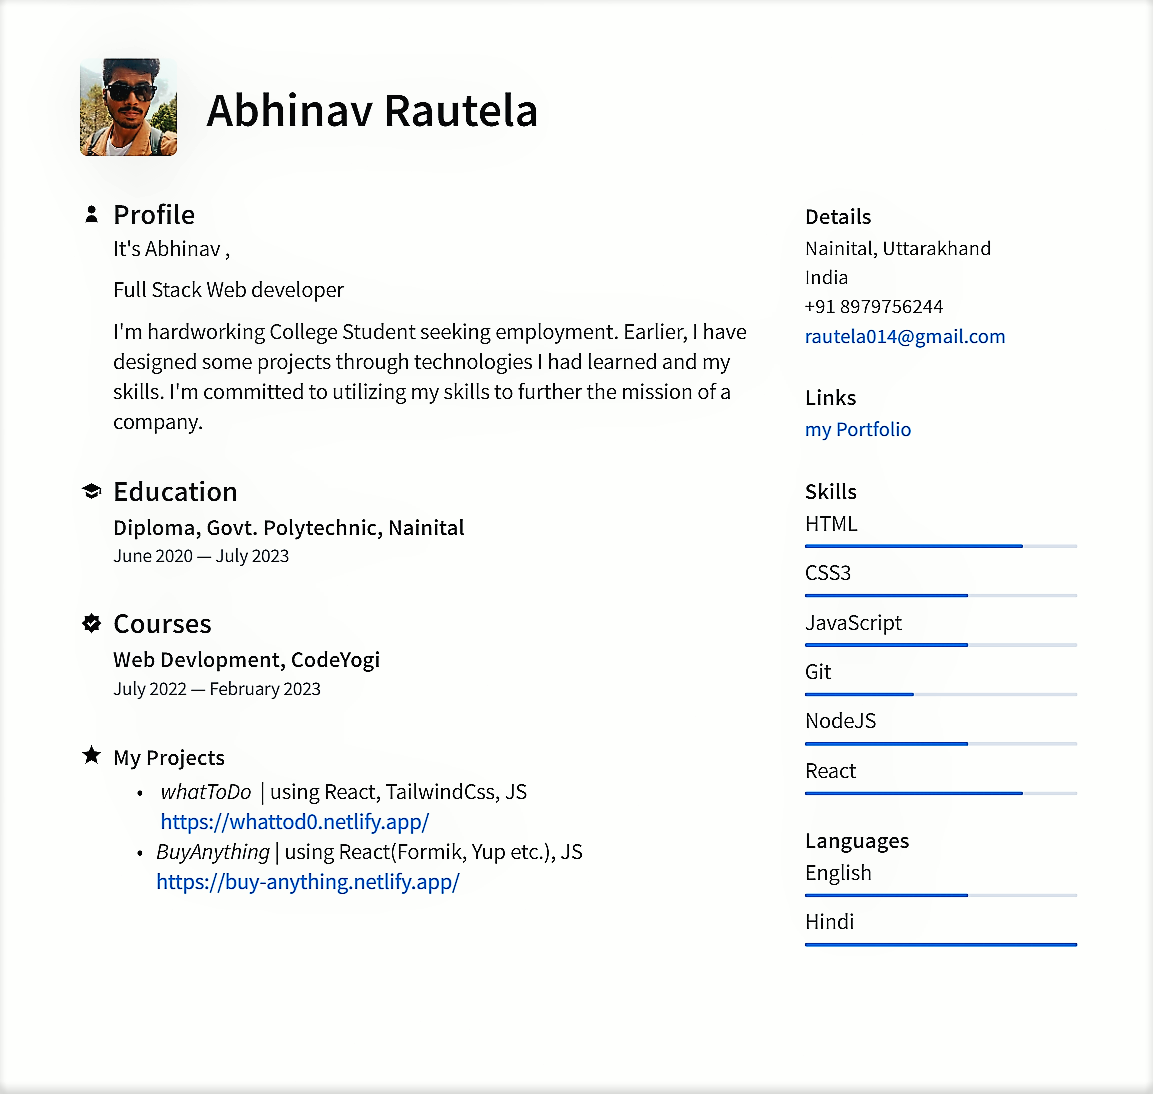 Abhinav Rautela
Profile
It's Abhinav ,
Full Stack Web developer
I'm hardworking College Student seeking employment. Earlier, I have
designed some projects through technologies I had learned and my
skills. I'm committed to utilizing my skills to further the mission of a
company.
Education
Diploma, Govt. Polytechnic, Nainital
June 2020 — July 2023
Courses
Web Devlopment, CodeYogi
July 2022 — February 2023
My Projects
• whatToDo | using React, TailwindCss, JS
https://whattod0.netlify.app/
• BuyAnything | using React(Formik, Yup etc.), JS
https://buy-anything.netlify.app/
Details
Nainital, Uttarakhand
India
+91 8979756244
rautela014@gmail.com
Links
my Portfolio
Skills
HTML
CSS3
JavaScript
Git
NodeJS
React
Languages
English
Hindi